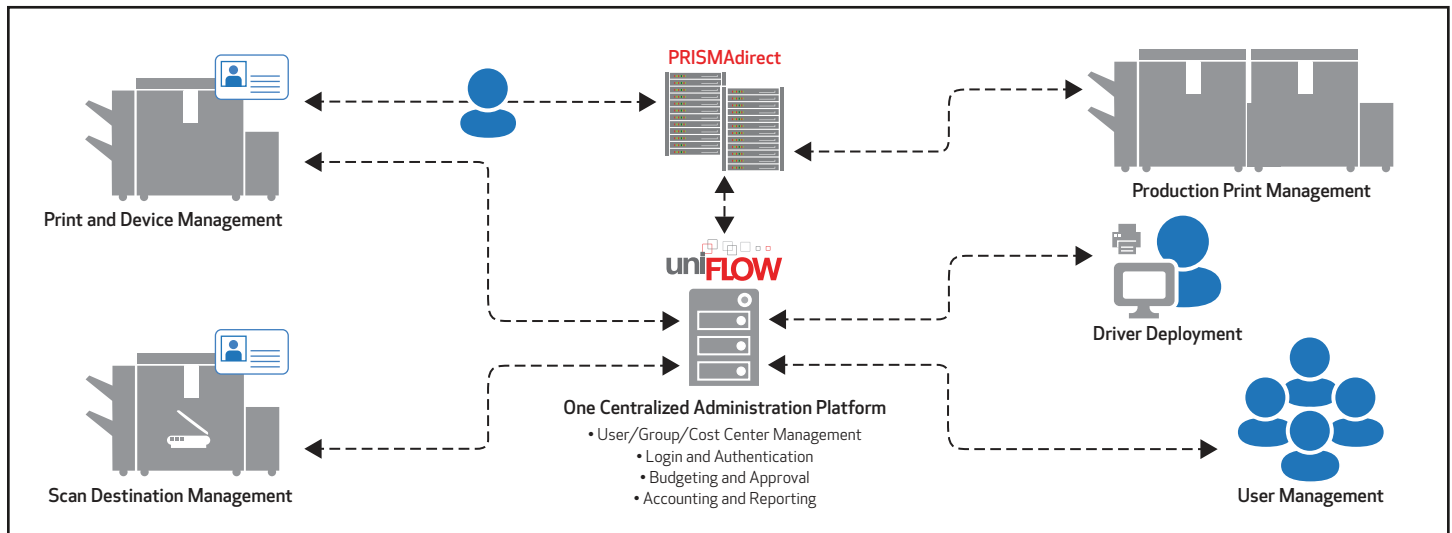 PRISMAdirect
Print and Device Management
Production Print Management
uniFLOW
Driver Deployment
One Centralized Administration Platform
• User/Group/Cost Center Management
• Login and Authentication
• Budgeting and Approval
• Accounting and Reporting
Scan Destination Management
User Management